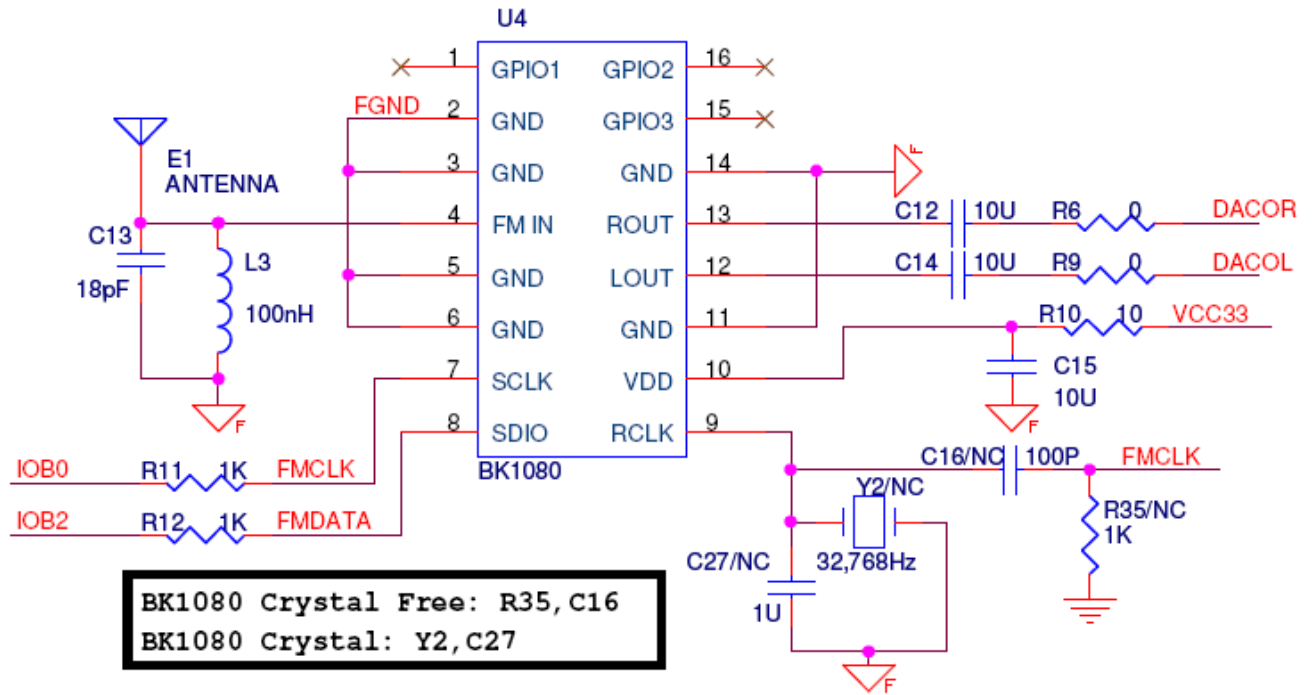 U4
1 GPIO1 GPIO2 16
FGND 2 GND GPIO3 15
E1
ANTENNA
3 GND GND 14 F
4 FM IN ROUT 13 C12 10U R6 0 DACOR
C13
18pF
L3
100nH
5 GND LOUT 12 C14 10U R9 0 DACOL
6 GND GND 11 R10 10 VCC33
7 SCLK VDD 10 C15
10U
F F
8 SDIO RCLK 9
BK1080
IOB0 R11 1K FMCLK
C16/NC 100P FMCLK
IOB2 R12 1K FMDATA
Y2/NC
32,768Hz
R35/NC
1K
C27/NC
1U
F
BK1080 Crystal Free: R35,C16
BK1080 Crystal: Y2,C27